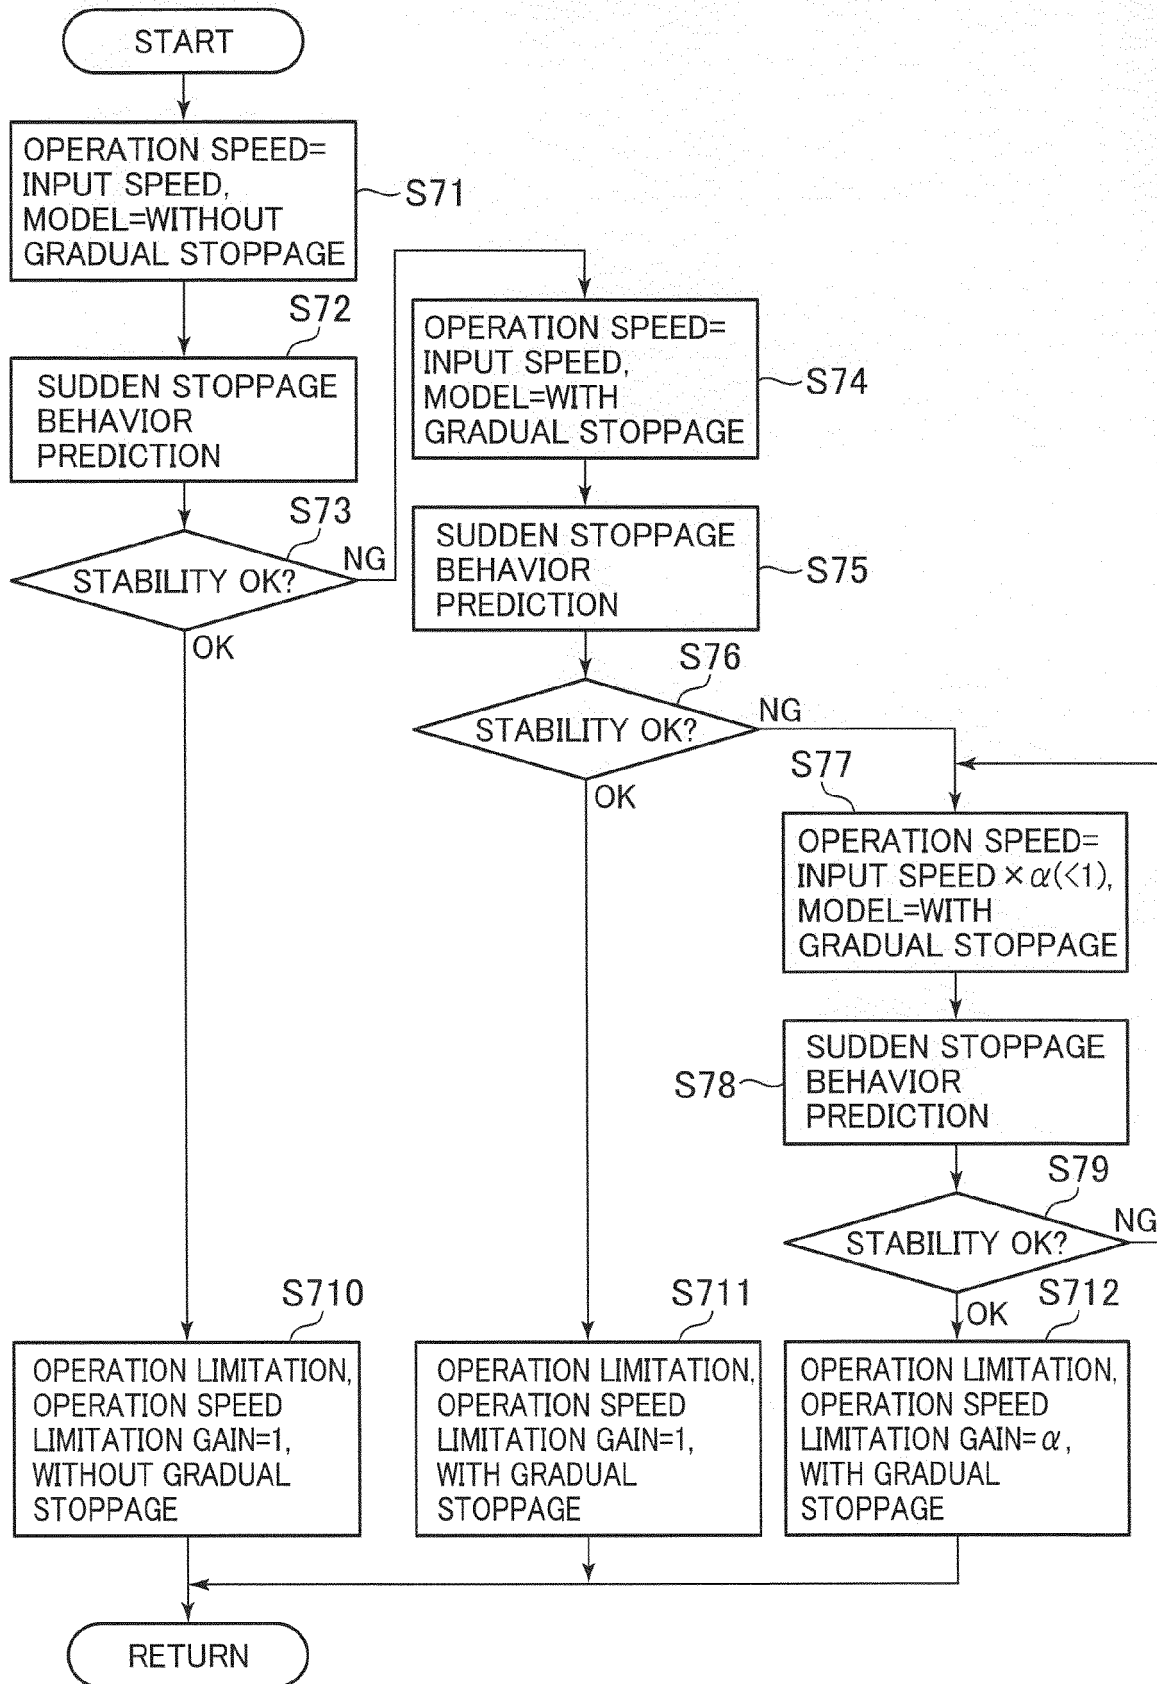 START
OPERATION SPEED=
INPUT SPEED,
MODEL=WITHOUT
GRADUAL STOPPAGE
S71
S72
SUDDEN STOPPAGE
BEHAVIOR
PREDICTION
S73
STABILITY OK?
NG
OK
OPERATION SPEED=
INPUT SPEED,
MODEL=WITH
GRADUAL STOPPAGE
S74
SUDDEN STOPPAGE
BEHAVIOR
PREDICTION
S75
S76
STABILITY OK?
NG
OK
S77
OPERATION SPEED=
INPUT SPEED × α(<1),
MODEL=WITH
GRADUAL STOPPAGE
S78
SUDDEN STOPPAGE
BEHAVIOR
PREDICTION
S79
STABILITY OK?
NG
OK
S710
OPERATION LIMITATION,
OPERATION SPEED
LIMITATION GAIN=1,
WITHOUT GRADUAL
STOPPAGE
S711
OPERATION LIMITATION,
OPERATION SPEED
LIMITATION GAIN=1,
WITH GRADUAL
STOPPAGE
S712
OPERATION LIMITATION,
OPERATION SPEED
LIMITATION GAIN=α,
WITH GRADUAL
STOPPAGE
RETURN